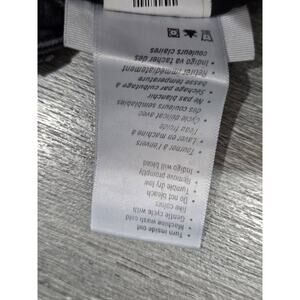 • Turn inside out
• Machine wash cold
• Gentle cycle with
like colors
• Do not bleach
• Tumble dry low
• Remove promptly
• Indigo will bleed
• Tourner à l'envers
• Laver en machine à
l'eau froide
• Cycle délicat avec
des couleurs semblables
• Ne pas blanchir
• Séchage par culbutage à
basse température
• Retirer immédiatement
• Indigo va tacher des
couleurs claires